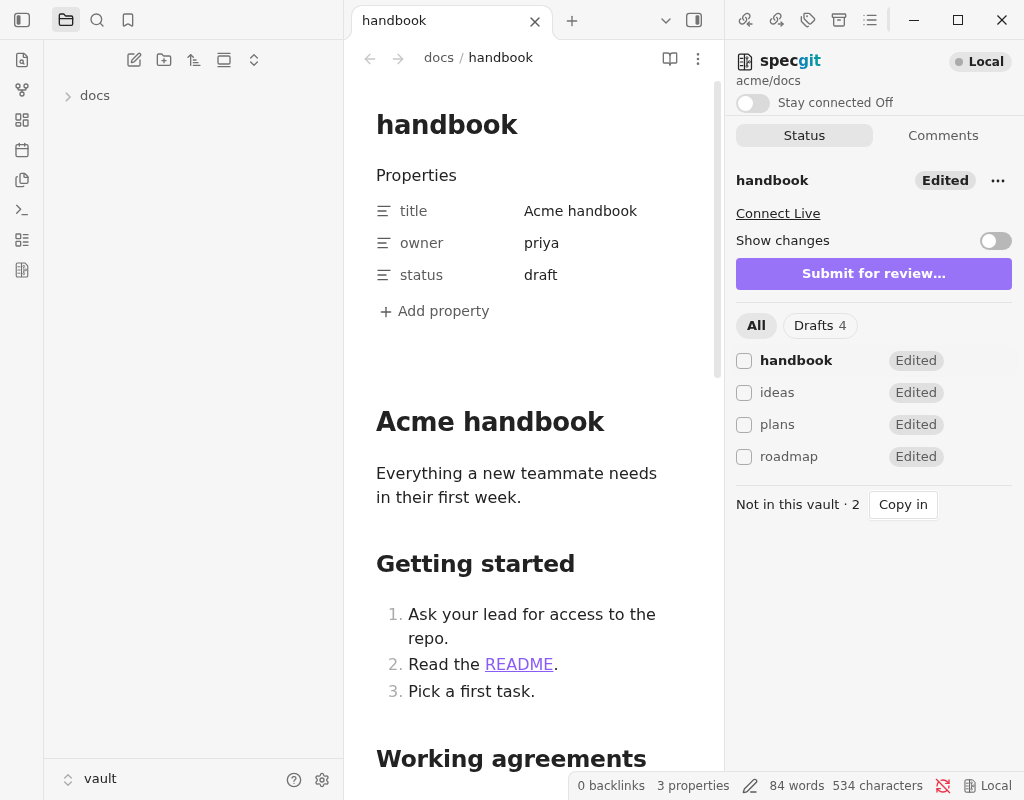 handbook
docs
vault
docs / handbook
handbook
Properties
title Acme handbook
owner priya
status draft
Add property
Acme handbook
Everything a new teammate needs
in their first week.
Getting started
1. Ask your lead for access to the
repo.
2. Read the README.
3. Pick a first task.
Working agreements
specgit
Local
acme/docs
Stay connected Off
Status Comments
handbook Edited
Connect Live
Show changes
Submit for review…
All Drafts 4
handbook Edited
ideas Edited
plans Edited
roadmap Edited
Not in this vault · 2 Copy in
0 backlinks 3 properties 84 words 534 characters Local